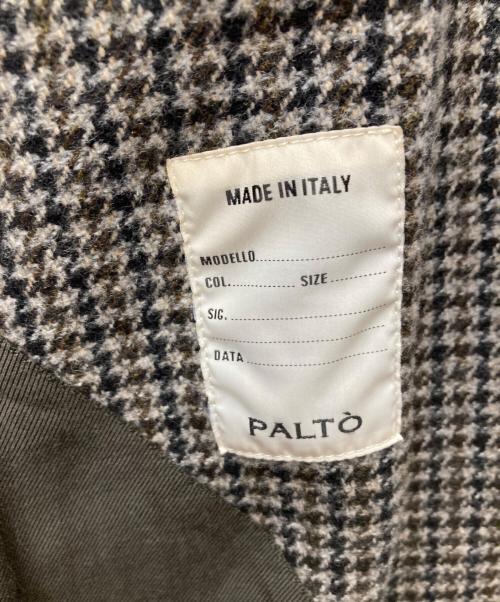 MADE IN ITALY
MODELLO
COL. SIZE
SIG.
DATA
PALTÒ